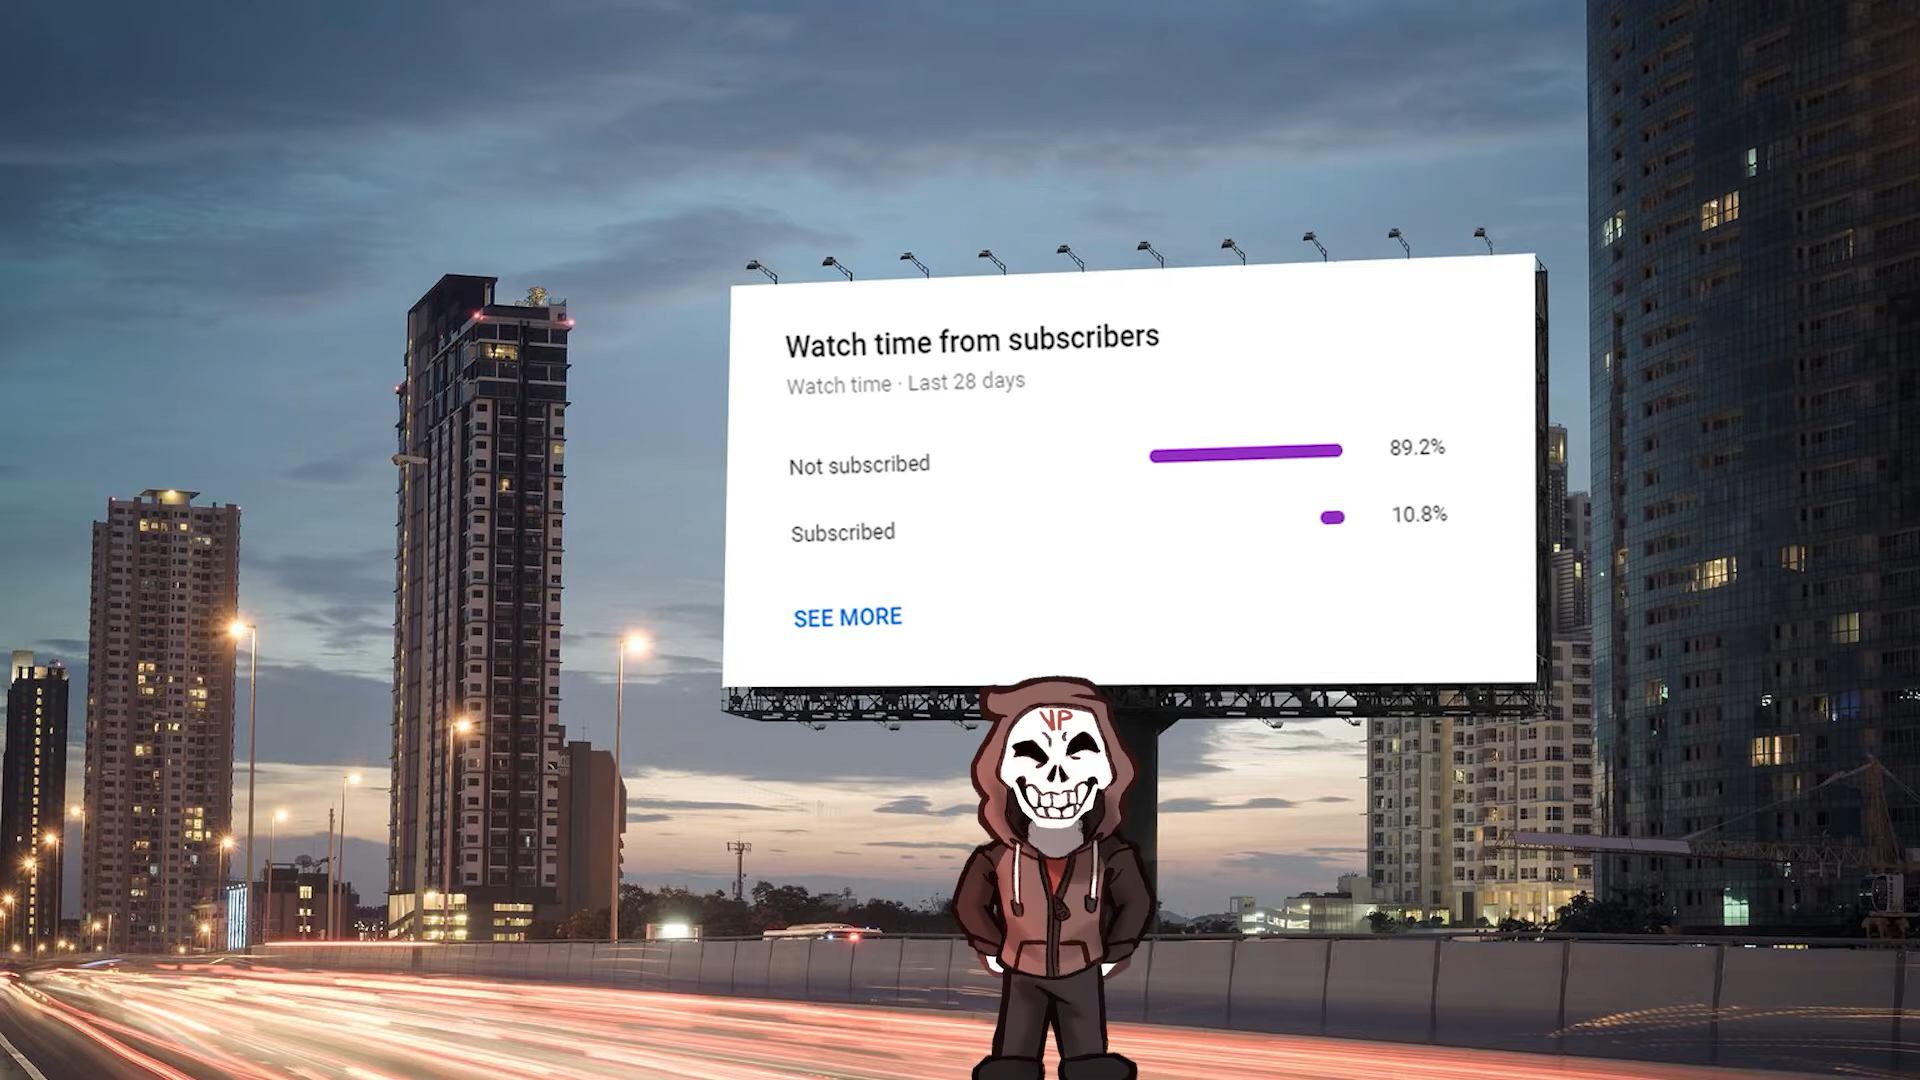 Watch time from subscribers
Watch time · Last 28 days
Not subscribed 89.2%
Subscribed 10.8%
SEE MORE
VP